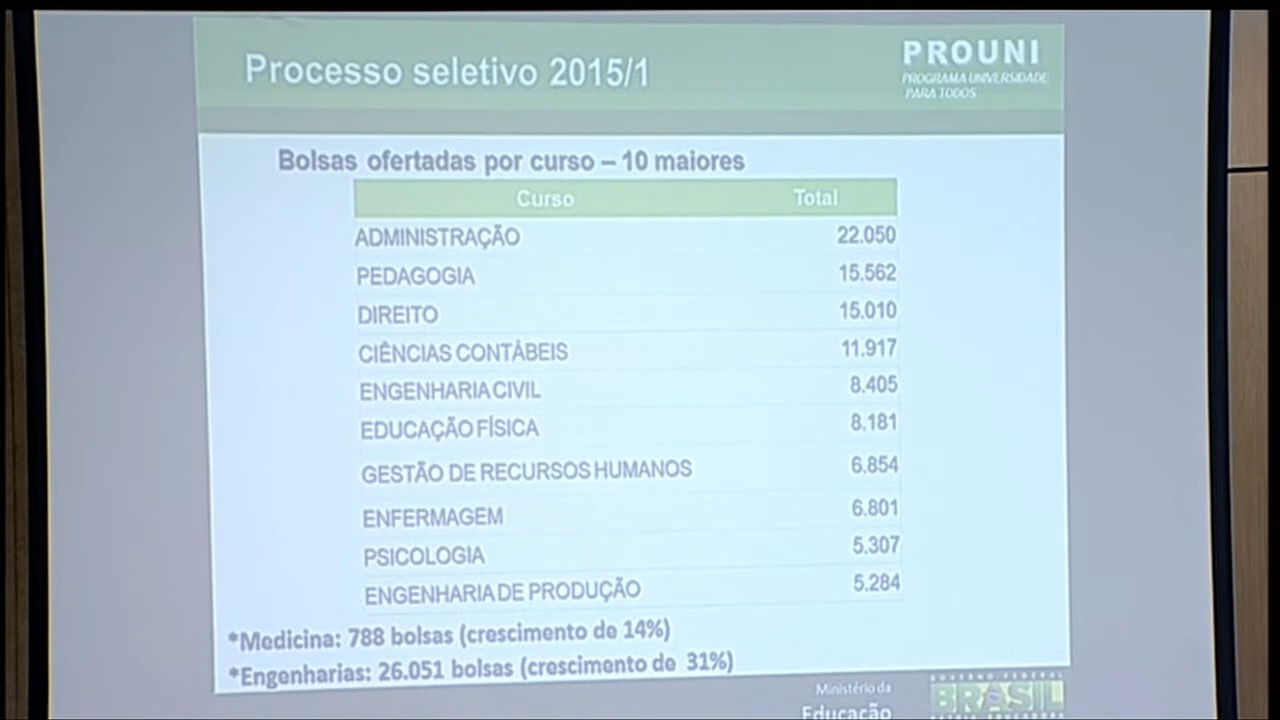 Processo seletivo 2015/1
PROUNI
PROGRAMA UNIVERSIDADE
PARA TODOS
Bolsas ofertadas por curso – 10 maiores
Curso Total
ADMINISTRAÇÃO 22.050
PEDAGOGIA 15.562
DIREITO 15.010
CIÊNCIAS CONTÁBEIS 11.917
ENGENHARIA CIVIL 8.405
EDUCAÇÃO FÍSICA 8.181
GESTÃO DE RECURSOS HUMANOS 6.854
ENFERMAGEM 6.801
PSICOLOGIA 5.307
ENGENHARIA DE PRODUÇÃO 5.284
*Medicina: 788 bolsas (crescimento de 14%)
*Engenharias: 26.051 bolsas (crescimento de 31%)
Ministério da
Educação
GOVERNO FEDERAL
BRASIL